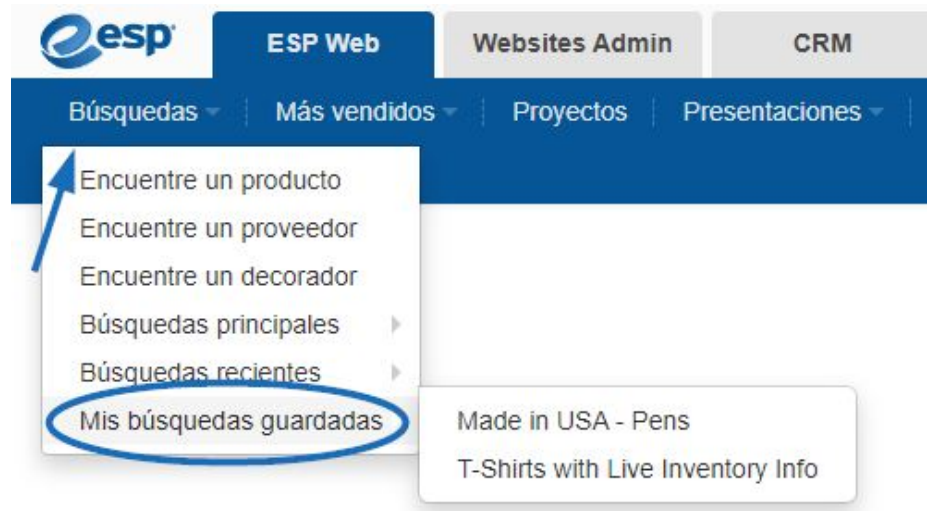 esp
ESP Web
Websites Admin
CRM
Búsquedas
Más vendidos
Proyectos
Presentaciones
Encuentre un producto
Encuentre un proveedor
Encuentre un decorador
Búsquedas principales
Búsquedas recientes
Mis búsquedas guardadas
Made in USA - Pens
T-Shirts with Live Inventory Info